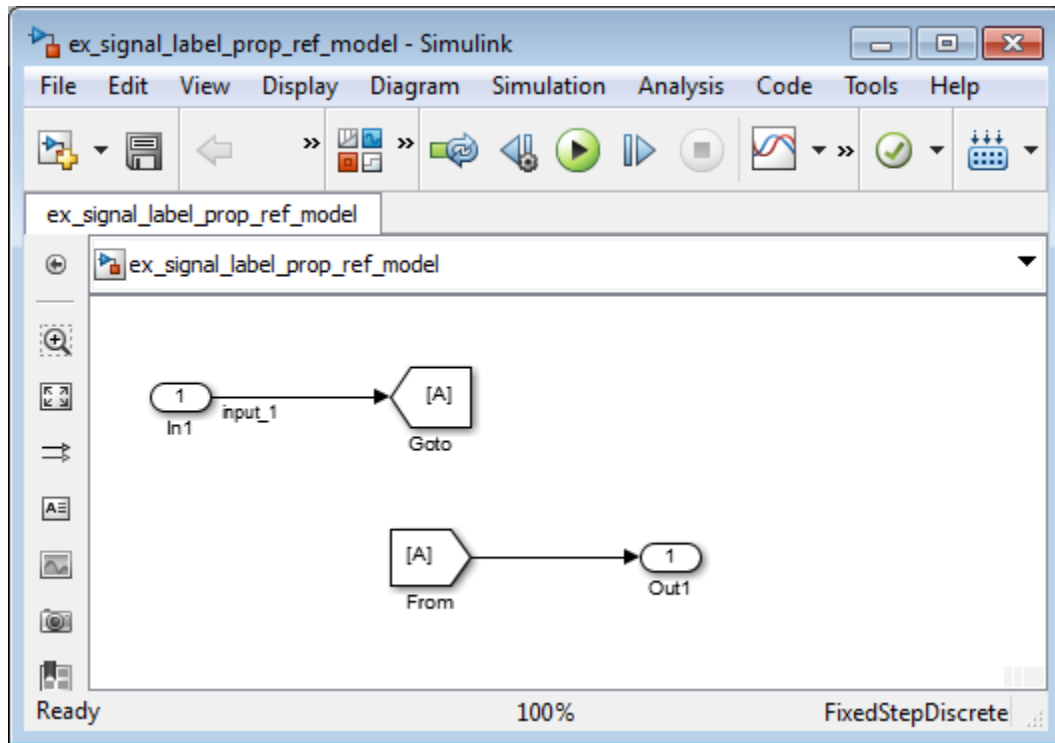 ex_signal_label_prop_ref_model - Simulink
File Edit View Display Diagram Simulation Analysis Code Tools Help
ex_signal_label_prop_ref_model
ex_signal_label_prop_ref_model
1
In1
input_1
[A]
Goto
[A]
From
1
Out1
Ready 100% FixedStepDiscrete